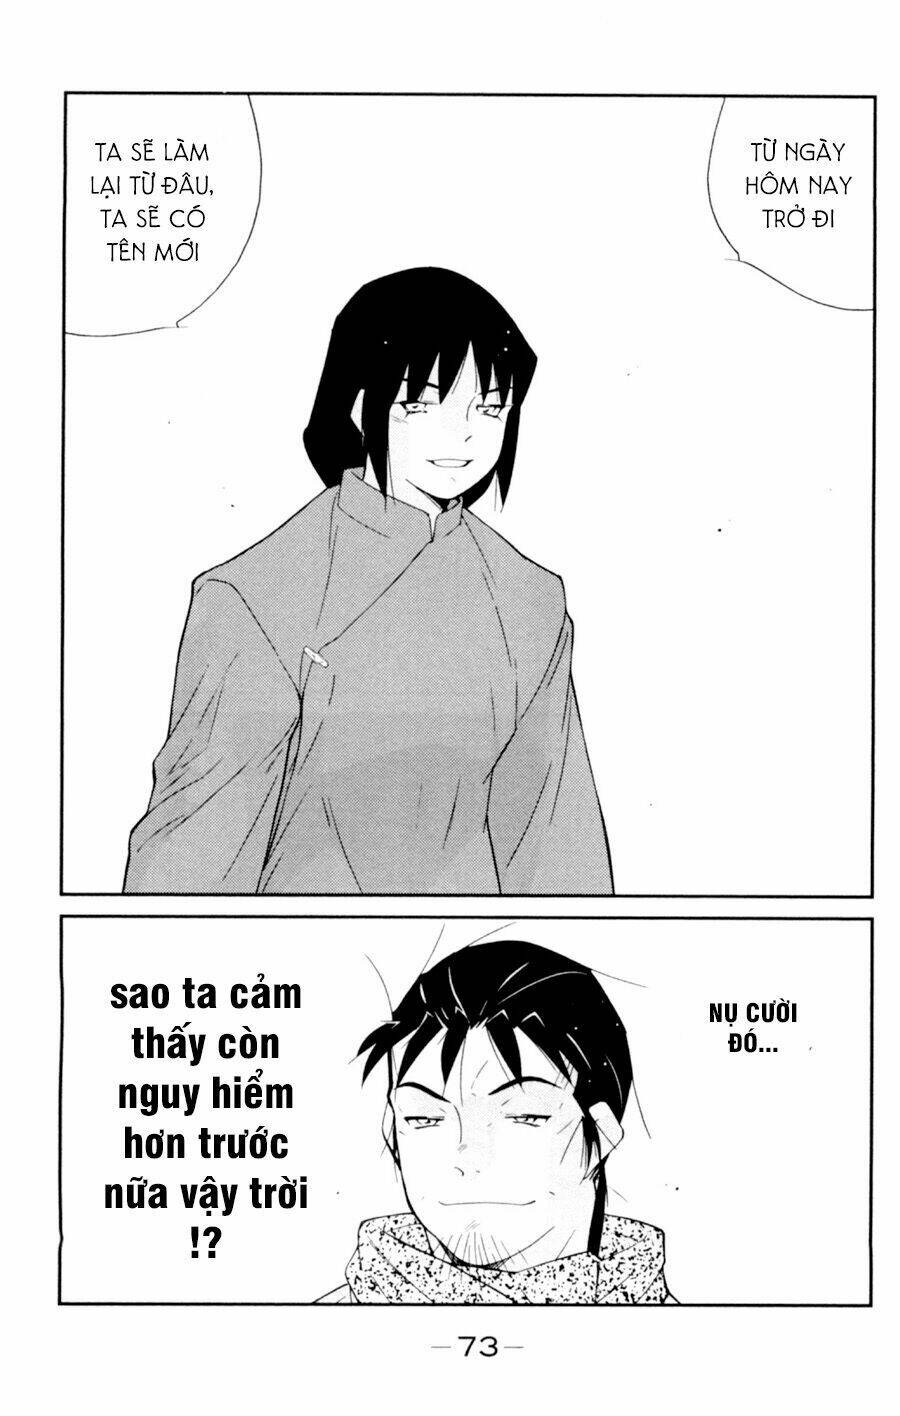 TỪ NGÀY
HÔM NAY
TRỞ ĐI
TA SẼ LÀM
LẠI TỪ ĐẦU,
TA SẼ CÓ
TÊN MỚI
NỤ CƯỜI
ĐÓ...
sao ta cảm
thấy còn
nguy hiểm
hơn trước
nữa vậy trời
!?
-73-